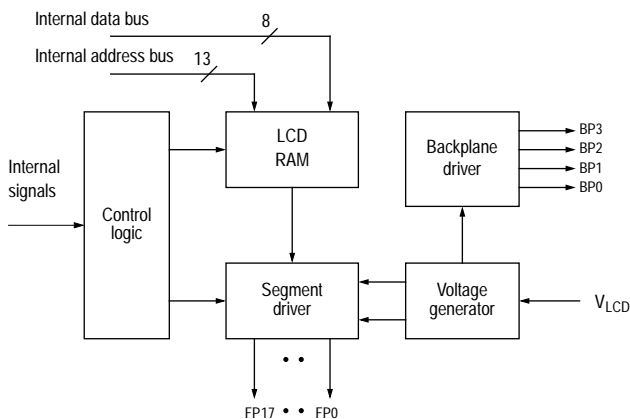 Internal data bus
8
Internal address bus
13
LCD
RAM
Backplane
driver
BP3
BP2
BP1
BP0
Internal
signals
Control
logic
Segment
driver
Voltage
generator
VLCD
FP17 • • FP0